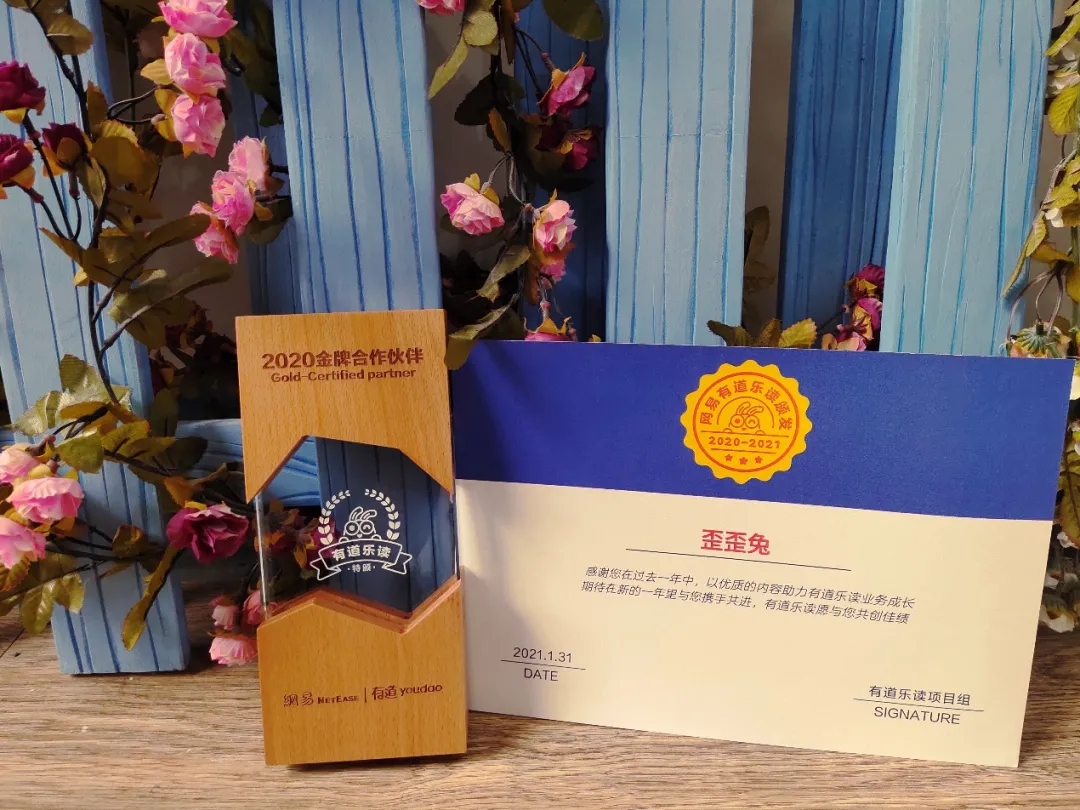 2020金牌合作伙伴
Gold-Certified partner
有道乐读
·特颁·
網易 NETEASE | 有道 youdao
网易有道乐读颁发
2020-2021
歪歪兔
感谢您在过去一年中，以优质的内容助力有道乐读业务成长
期待在新的一年里与您携手共进，有道乐读愿与您共创佳绩
2021.1.31
DATE
有道乐读项目组
SIGNATURE